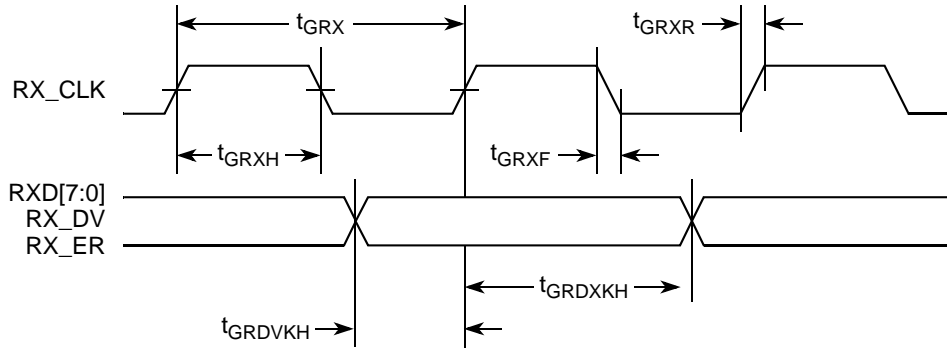 tGRX
tGRXR
RX_CLK
tGRXH
tGRXF
RXD[7:0]
RX_DV
RX_ER
tGRDXKH
tGRDVKH